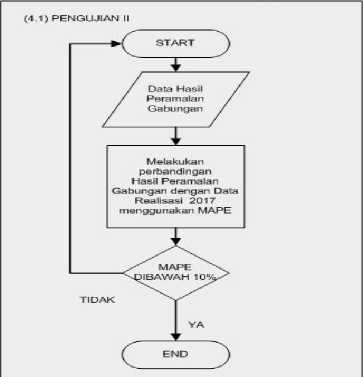 (4.1) PENGUJIAN II
START
Data Hasil
Peramalan
Gabungan
Melakukan
perbandingan
Hasil Peramalan
Gabungan dengan Data
Realisasi 2017
menggunakan MAPE
MAPE
DIBAWAH 10%
TIDAK
YA
END